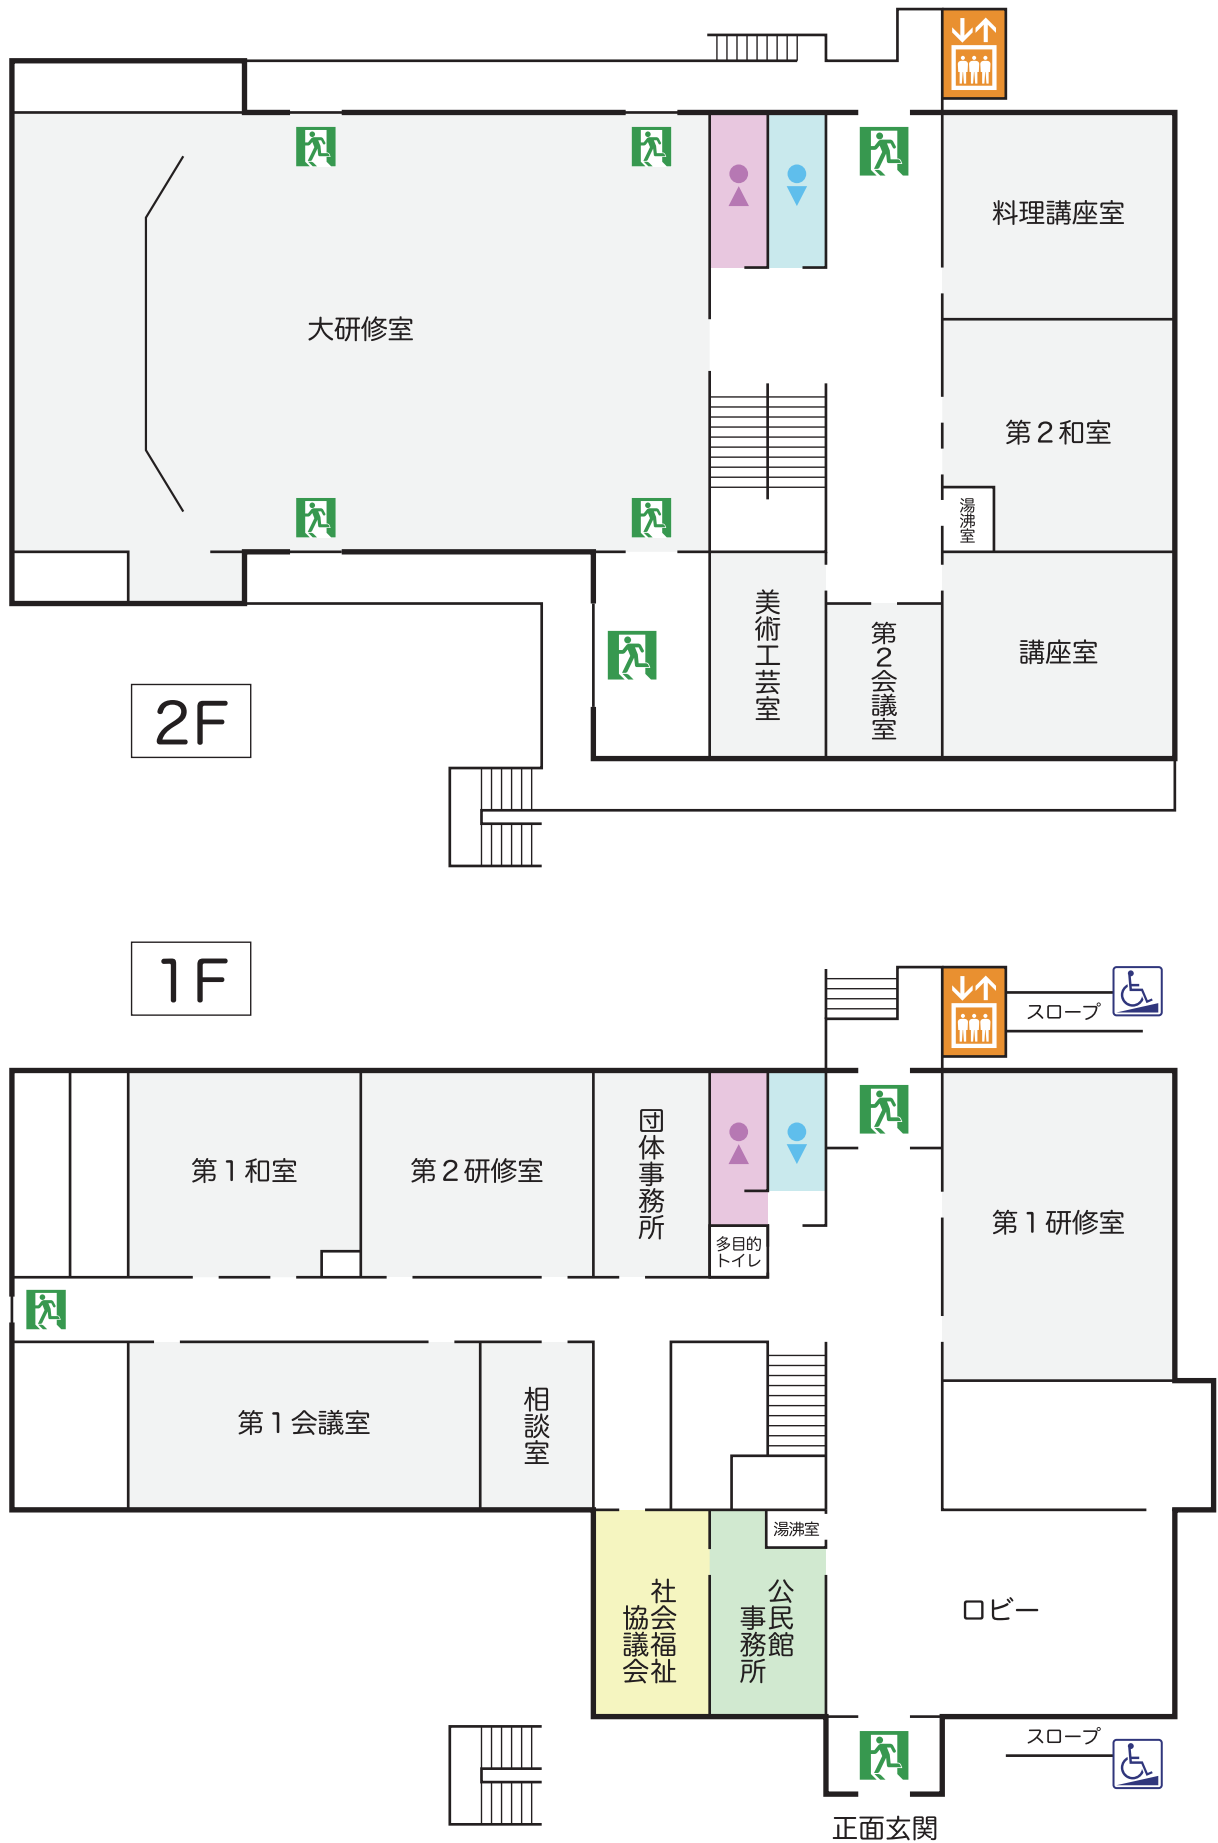 料理講座室
大研修室
第２和室
湯沸室
美術工芸室
第２会議室
講座室
2F
1F
スロープ
団体事務所
第１和室
第２研修室
第１研修室
多目的
トイレ
相談室
第１会議室
湯沸室
社会福祉
協議会
公民館
事務所
ロビー
スロープ
正面玄関